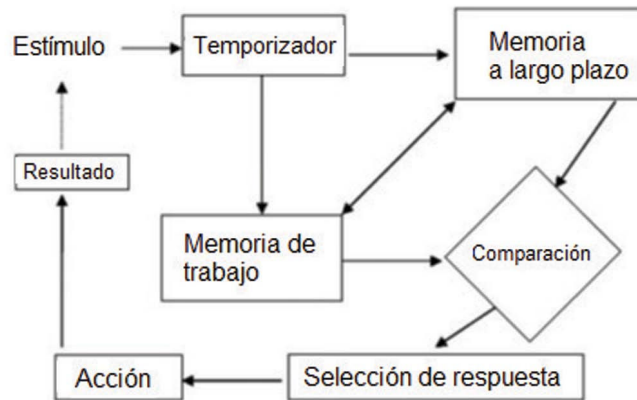 Estímulo
Temporizador
Memoria
a largo plazo
Resultado
Memoria de
trabajo
Comparación
Acción
Selección de respuesta